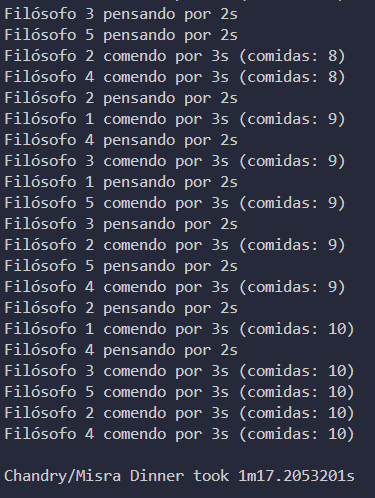 Filósofo 3 pensando por 2s
Filósofo 5 pensando por 2s
Filósofo 2 comendo por 3s (comidas: 8)
Filósofo 4 comendo por 3s (comidas: 8)
Filósofo 2 pensando por 2s
Filósofo 1 comendo por 3s (comidas: 9)
Filósofo 4 pensando por 2s
Filósofo 3 comendo por 3s (comidas: 9)
Filósofo 1 pensando por 2s
Filósofo 5 comendo por 3s (comidas: 9)
Filósofo 3 pensando por 2s
Filósofo 2 comendo por 3s (comidas: 9)
Filósofo 5 pensando por 2s
Filósofo 4 comendo por 3s (comidas: 9)
Filósofo 2 pensando por 2s
Filósofo 1 comendo por 3s (comidas: 10)
Filósofo 4 pensando por 2s
Filósofo 3 comendo por 3s (comidas: 10)
Filósofo 5 comendo por 3s (comidas: 10)
Filósofo 2 comendo por 3s (comidas: 10)
Filósofo 4 comendo por 3s (comidas: 10)
Chandry/Misra Dinner took 1m17.2053201s